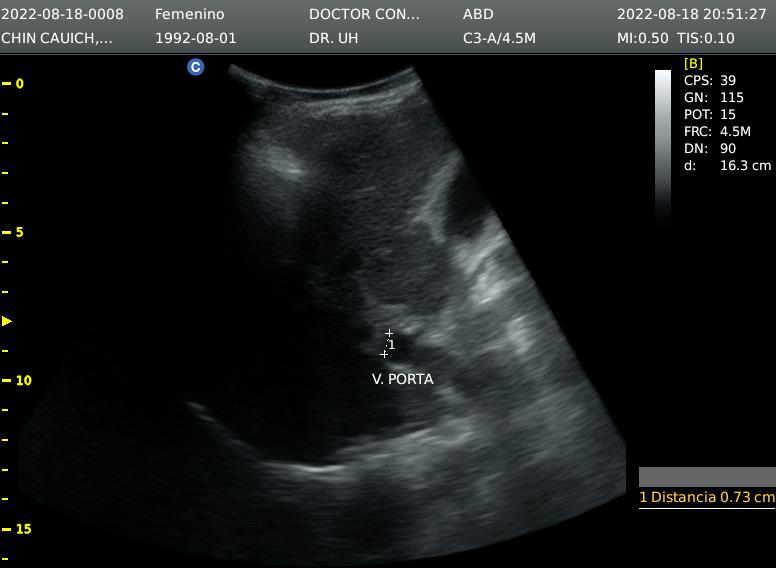 2022-08-18-0008 Femenino DOCTOR CON... ABD 2022-08-18 20:51:27
CHIN CAUICH,... 1992-08-01 DR. UH C3-A/4.5M MI:0.50 TIS:0.10
C
[B]
CPS: 39
GN: 115
POT: 15
FRC: 4.5M
DN: 90
d: 16.3 cm
0
5
10
15
1
V. PORTA
1 Distancia 0.73 cm